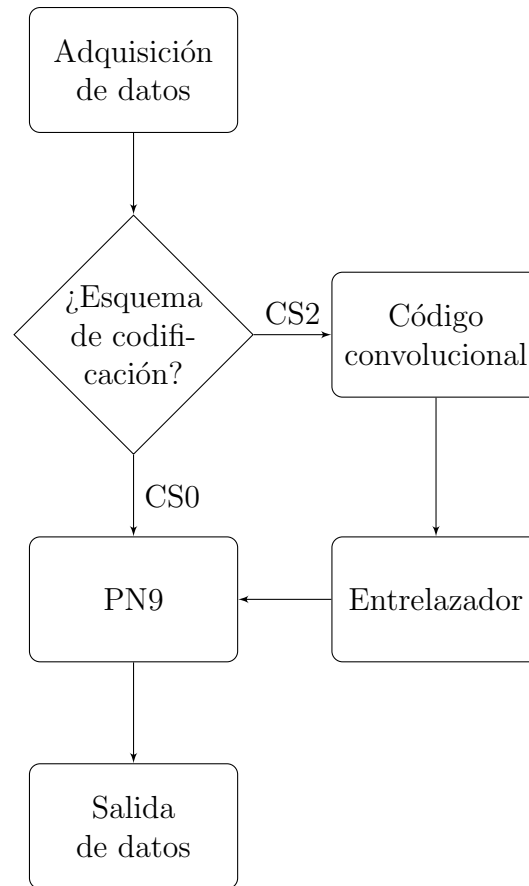 Adquisición
de datos
¿Esquema
de codifi-
cación?
CS2
Código
convolucional
CS0
PN9
Entrelazador
Salida
de datos